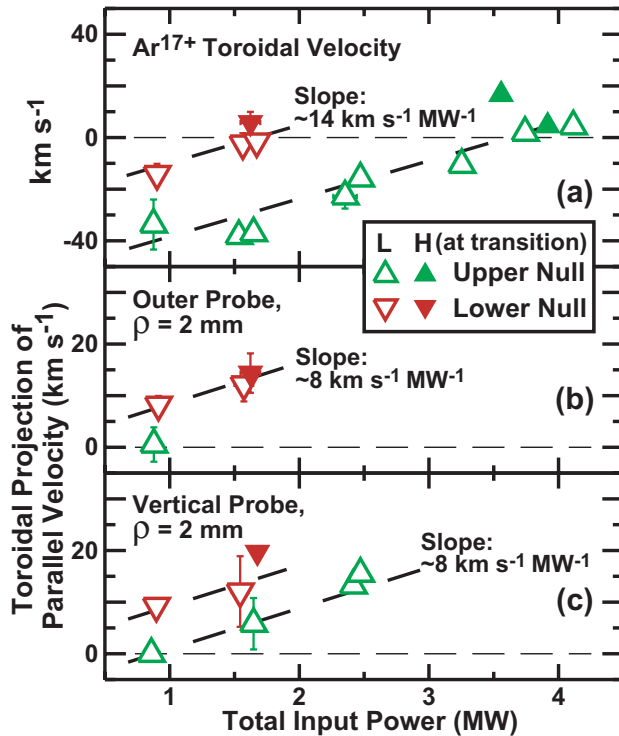 Ar17+ Toroidal Velocity
Slope:
~14 km s-1 MW-1
km s-1
20
0
-20
-40
(a)
L H (at transition)
Upper Null
Lower Null
Outer Probe,
ρ = 2 mm
Slope:
~8 km s-1 MW-1
20
0
(b)
Toroidal Projection of
Parallel Velocity (km s-1)
Vertical Probe,
ρ = 2 mm
Slope:
~8 km s-1 MW-1
20
0
(c)
1 2 3 4
Total Input Power (MW)